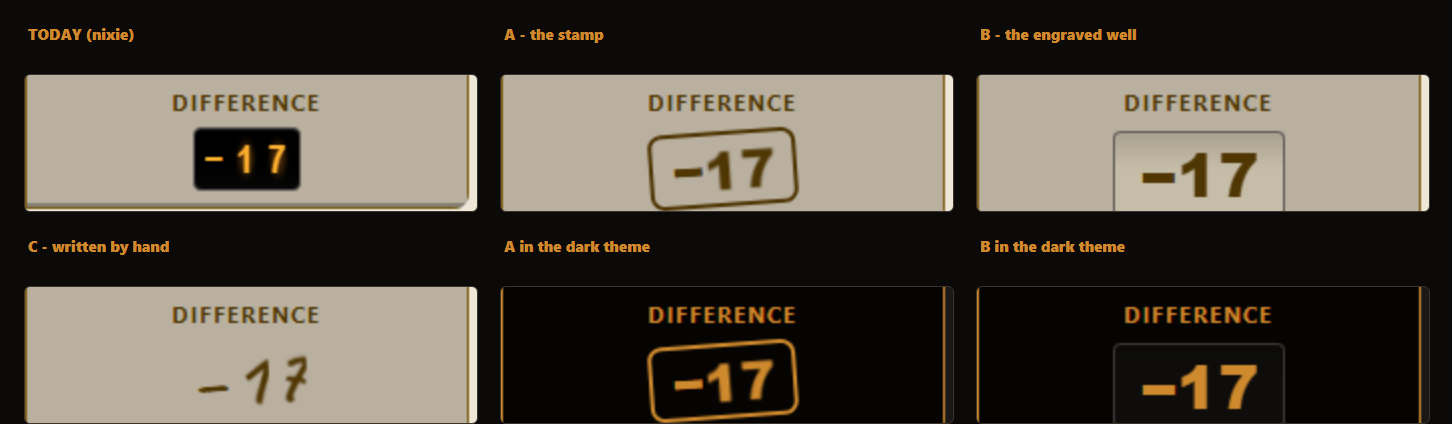 TODAY (nixie)
A - the stamp
B - the engraved well
DIFFERENCE
DIFFERENCE
DIFFERENCE
-17
-17
-17
C - written by hand
A in the dark theme
B in the dark theme
DIFFERENCE
DIFFERENCE
DIFFERENCE
-17
-17
-17